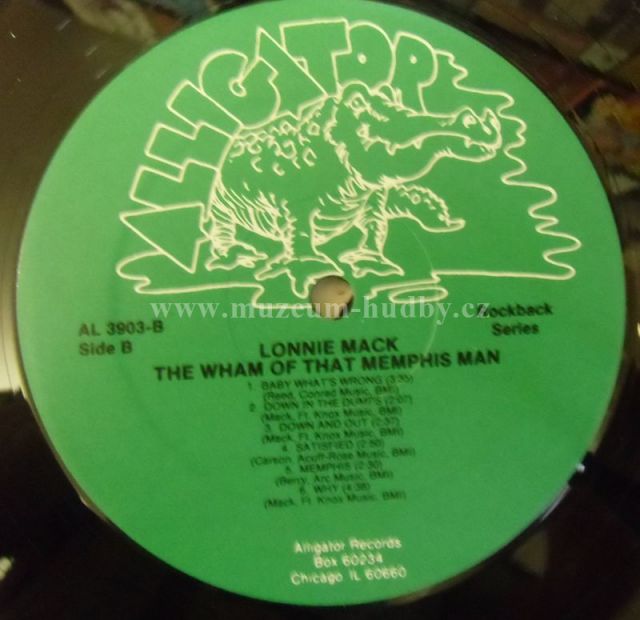 ALLIGATOR
www.muzeum-hudby.cz
AL 3903-B
Side B
Rockback
Series
LONNIE MACK
THE WHAM OF THAT MEMPHIS MAN
1. BABY WHAT'S WRONG (3:35)
(Reed, Conrad Music, BMI)
2. DOWN IN THE DUMPS (2:07)
(Mack, Ft. Knox Music, BMI)
3. DOWN AND OUT (2:37)
(Mack, Ft. Knox Music, BMI)
4. SATISFIED (2:50)
(Carson, Acuff-Rose Music, BMI)
5. MEMPHIS (2:30)
(Berry, Arc Music, BMI)
6. WHY (4:38)
(Mack, Ft. Knox Music, BMI)
Alligator Records
Box 60234
Chicago IL 60660